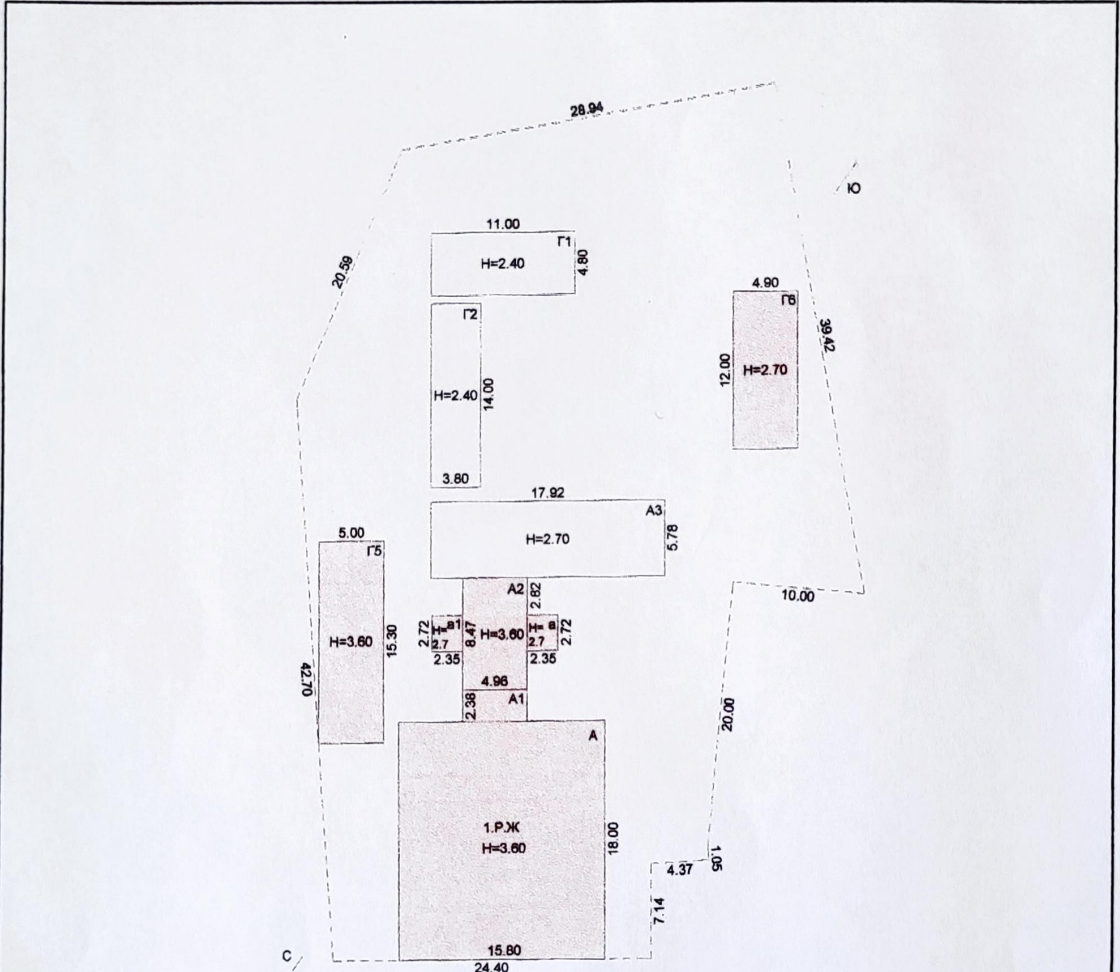 28.94
Ю
20.59
11.00
Г1
H=2.40
4.80
4.90
Г6
39.42
Г2
12.00
H=2.70
H=2.40
14.00
3.80
17.92
А3
H=2.70
5.78
5.00
Г5
10.00
А2
2.82
2.72
H= а1
2.7
8.47
H=3.60
H= а
2.7
2.72
H=3.60
15.30
2.35
2.35
42.70
4.96
2.38
А1
20.00
А
1.Р.Ж
H=3.60
18.00
1.05
4.37
7.14
15.80
С
24.40